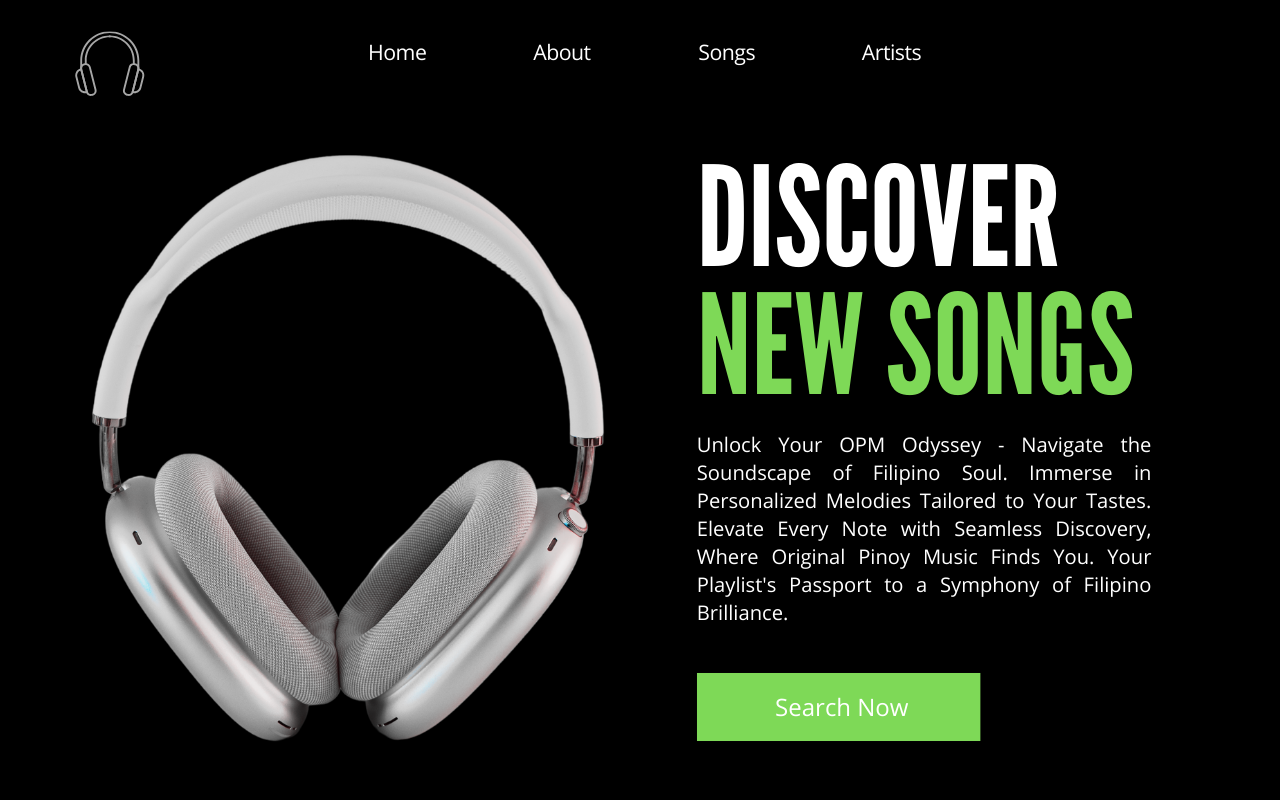 Home About Songs Artists
DISCOVER
NEW SONGS
Unlock Your OPM Odyssey - Navigate the
Soundscape of Filipino Soul. Immerse in
Personalized Melodies Tailored to Your Tastes.
Elevate Every Note with Seamless Discovery,
Where Original Pinoy Music Finds You. Your
Playlist's Passport to a Symphony of Filipino
Brilliance.
Search Now